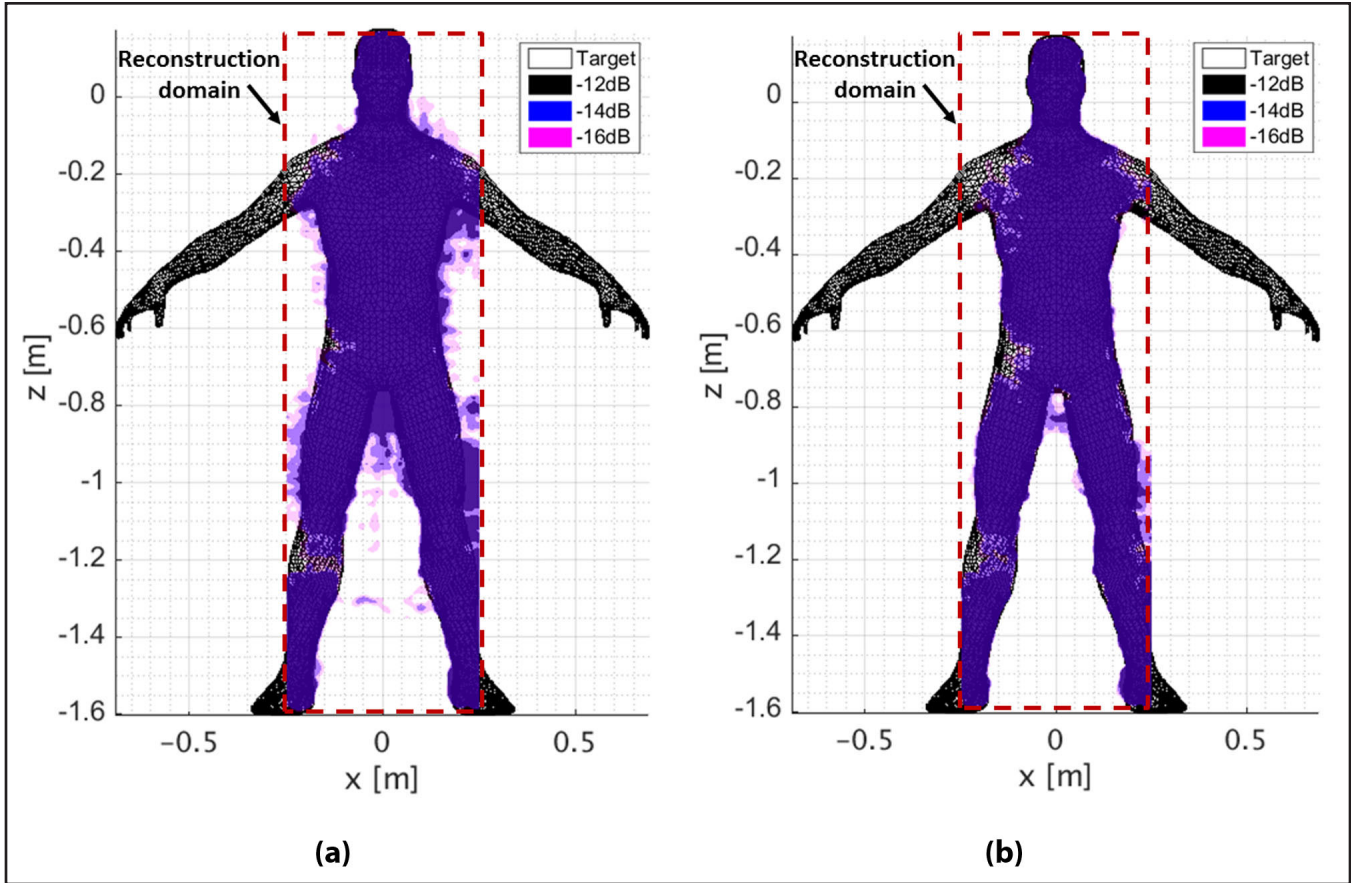 Reconstruction
domain
Target
-12dB
-14dB
-16dB
0
-0.2
-0.4
-0.6
-0.8
-1
-1.2
-1.4
-1.6
z [m]
-0.5
0
0.5
x [m]
(a)
Reconstruction
domain
Target
-12dB
-14dB
-16dB
0
-0.2
-0.4
-0.6
-0.8
-1
-1.2
-1.4
-1.6
z [m]
-0.5
0
0.5
x [m]
(b)